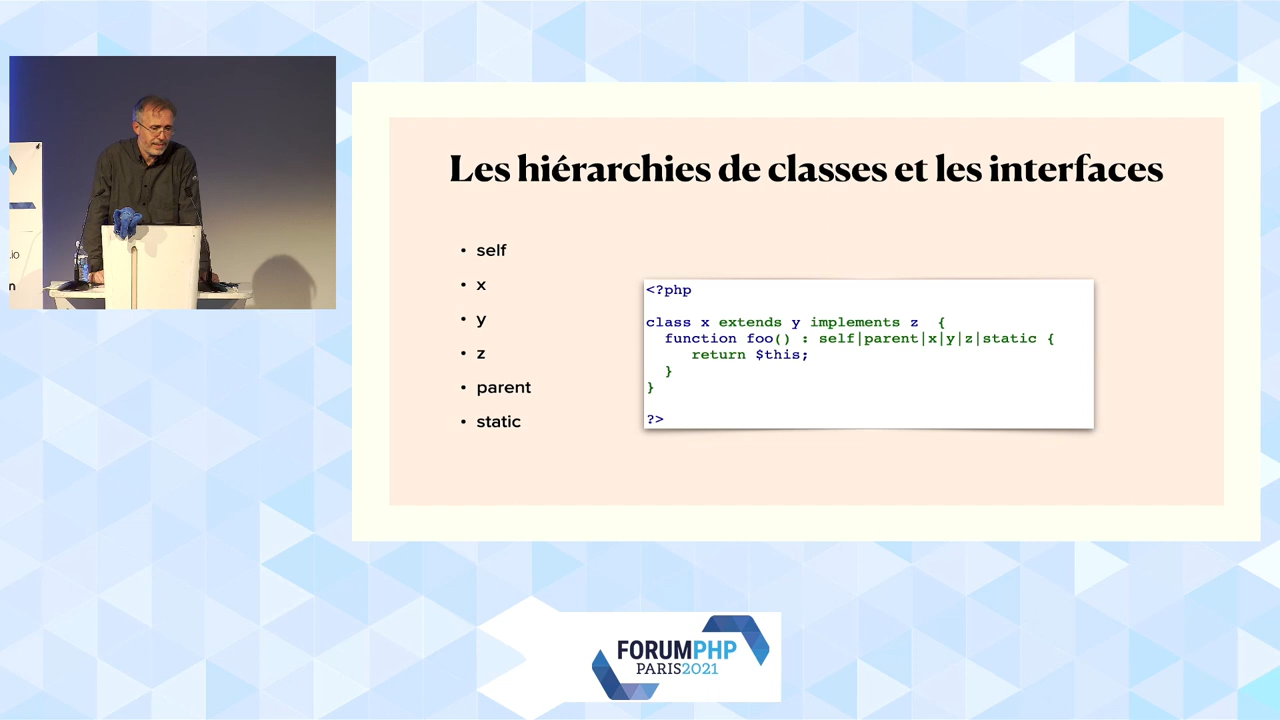 Les hiérarchies de classes et les interfaces
• self
• x
• y
• z
• parent
• static
<?php
class x extends y implements z  {
  function foo() : self|parent|x|y|z|static {
     return $this;
  }
}
?>
.io
n
FORUMPHP
PARIS2021